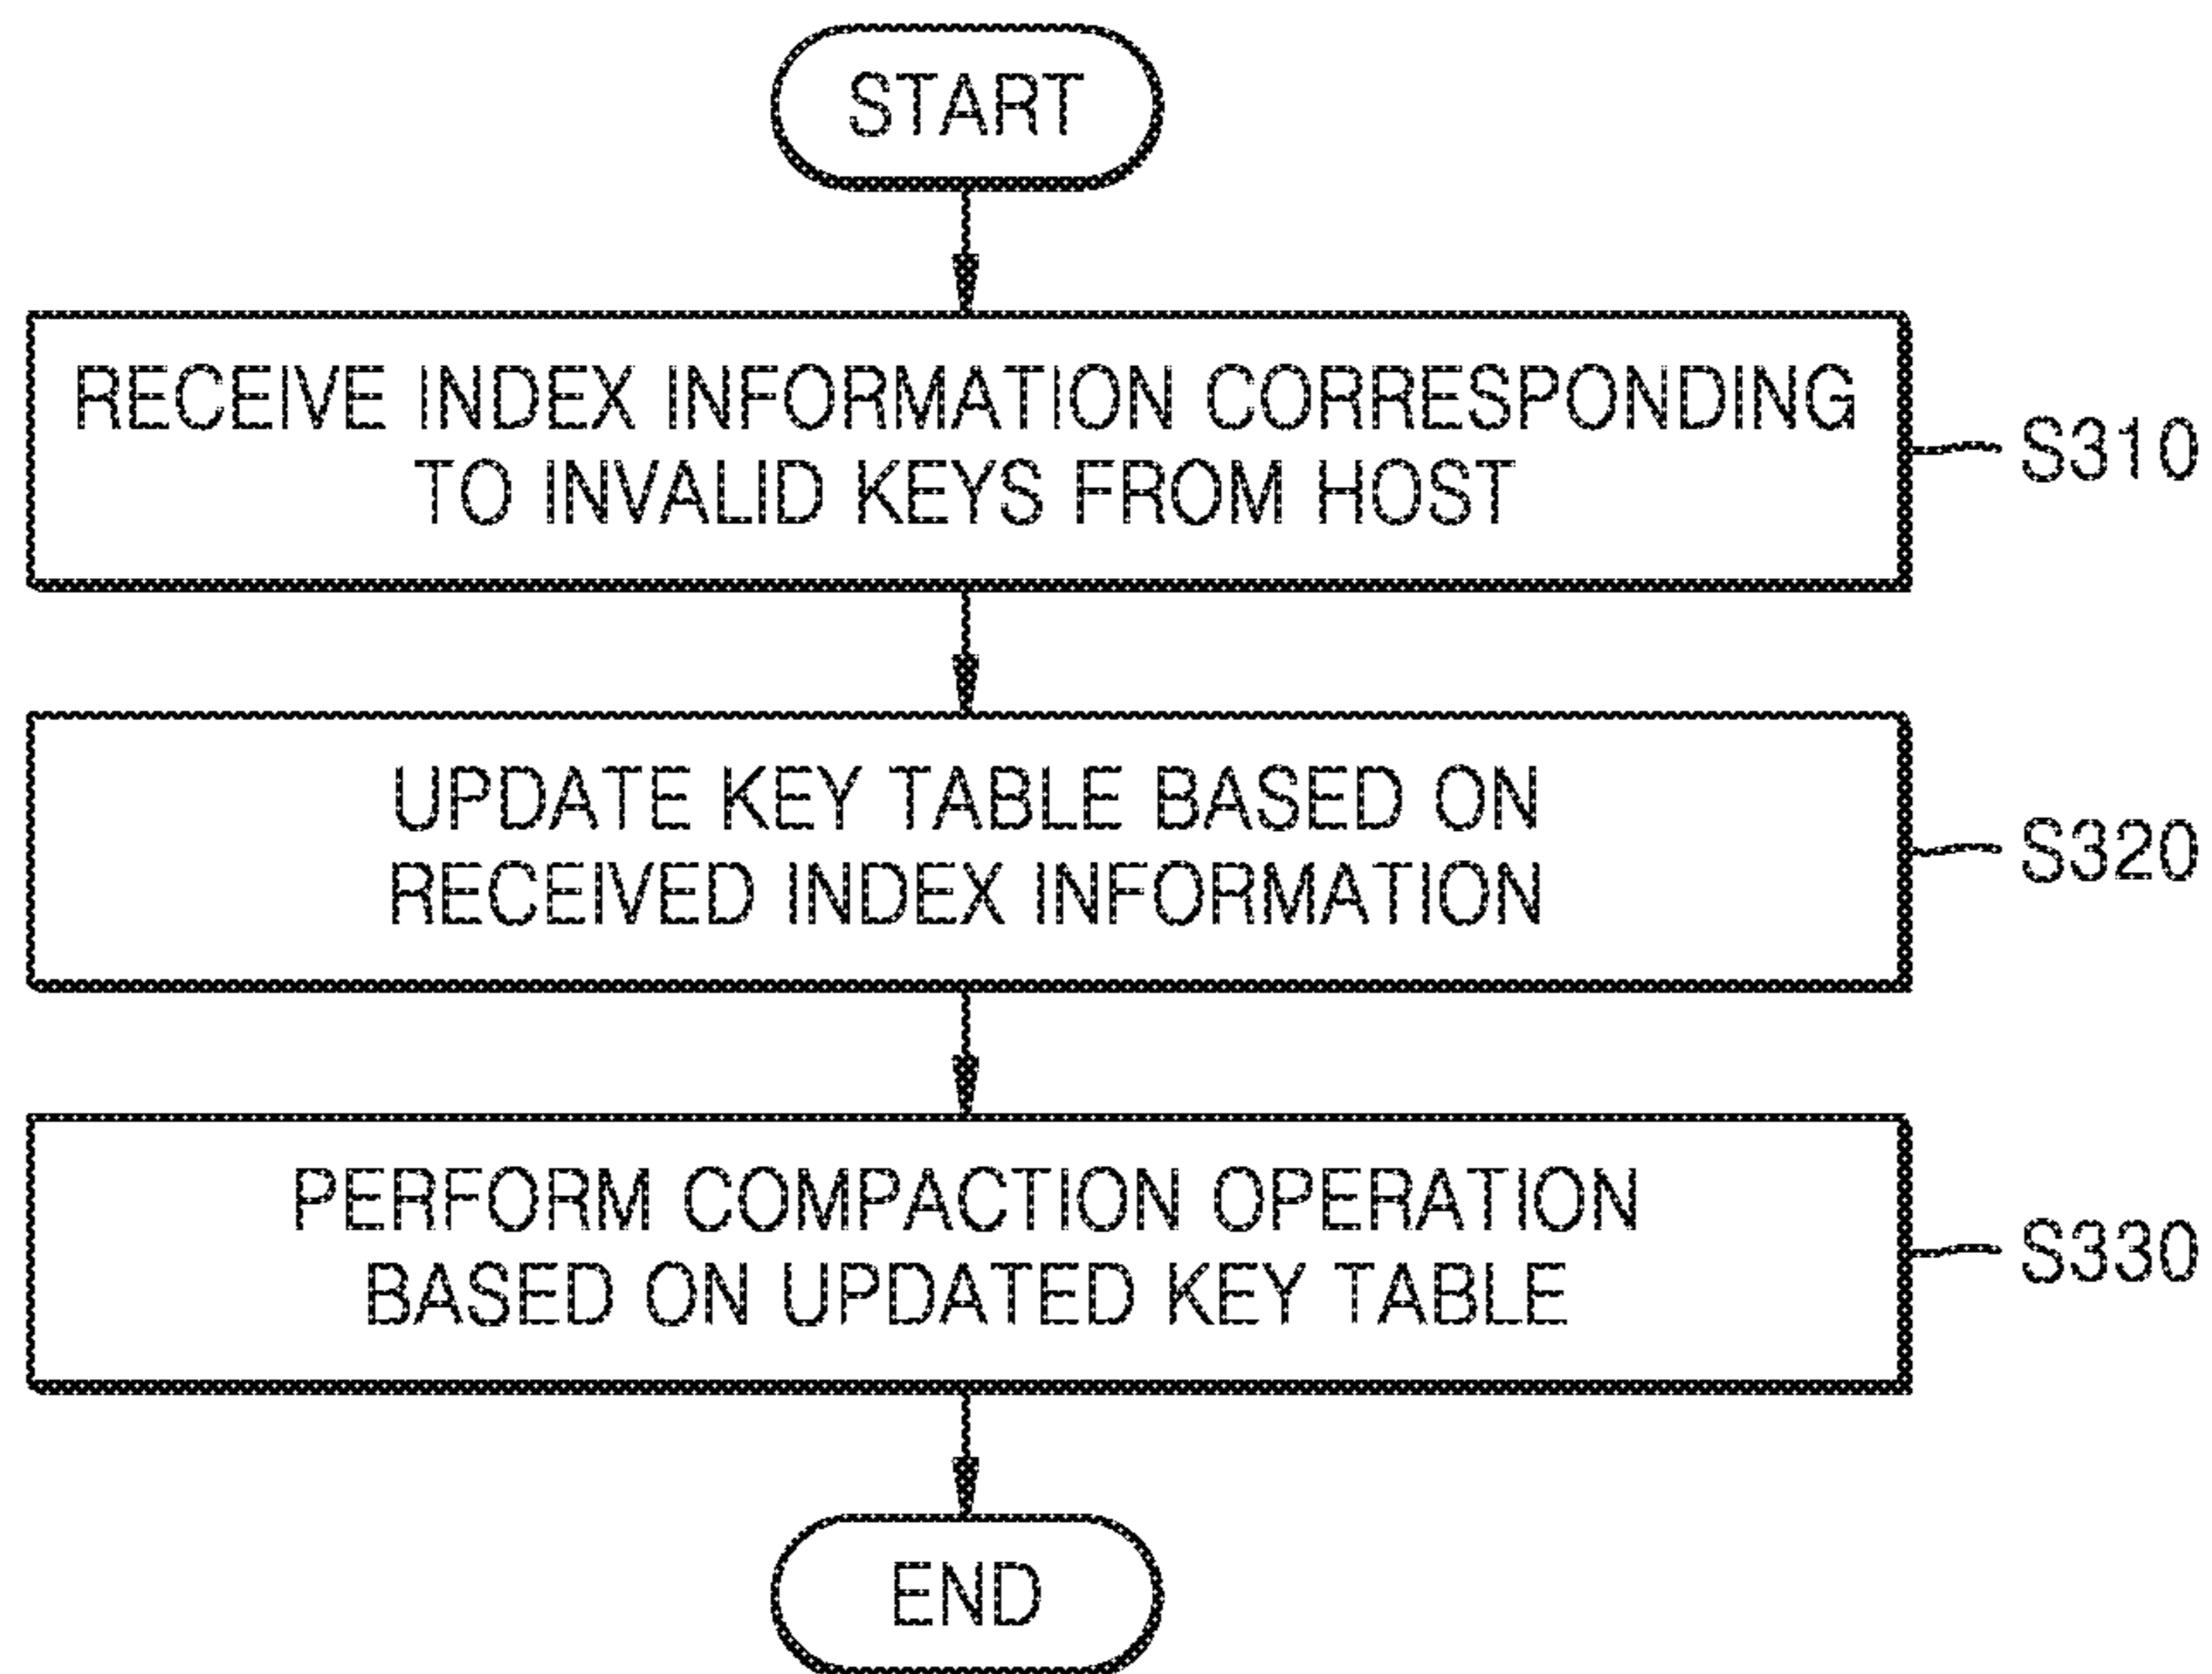 START
RECEIVE INDEX INFORMATION CORRESPONDING
TO INVALID KEYS FROM HOST
S310
UPDATE KEY TABLE BASED ON
RECEIVED INDEX INFORMATION
S320
PERFORM COMPACTION OPERATION
BASED ON UPDATED KEY TABLE
S330
END